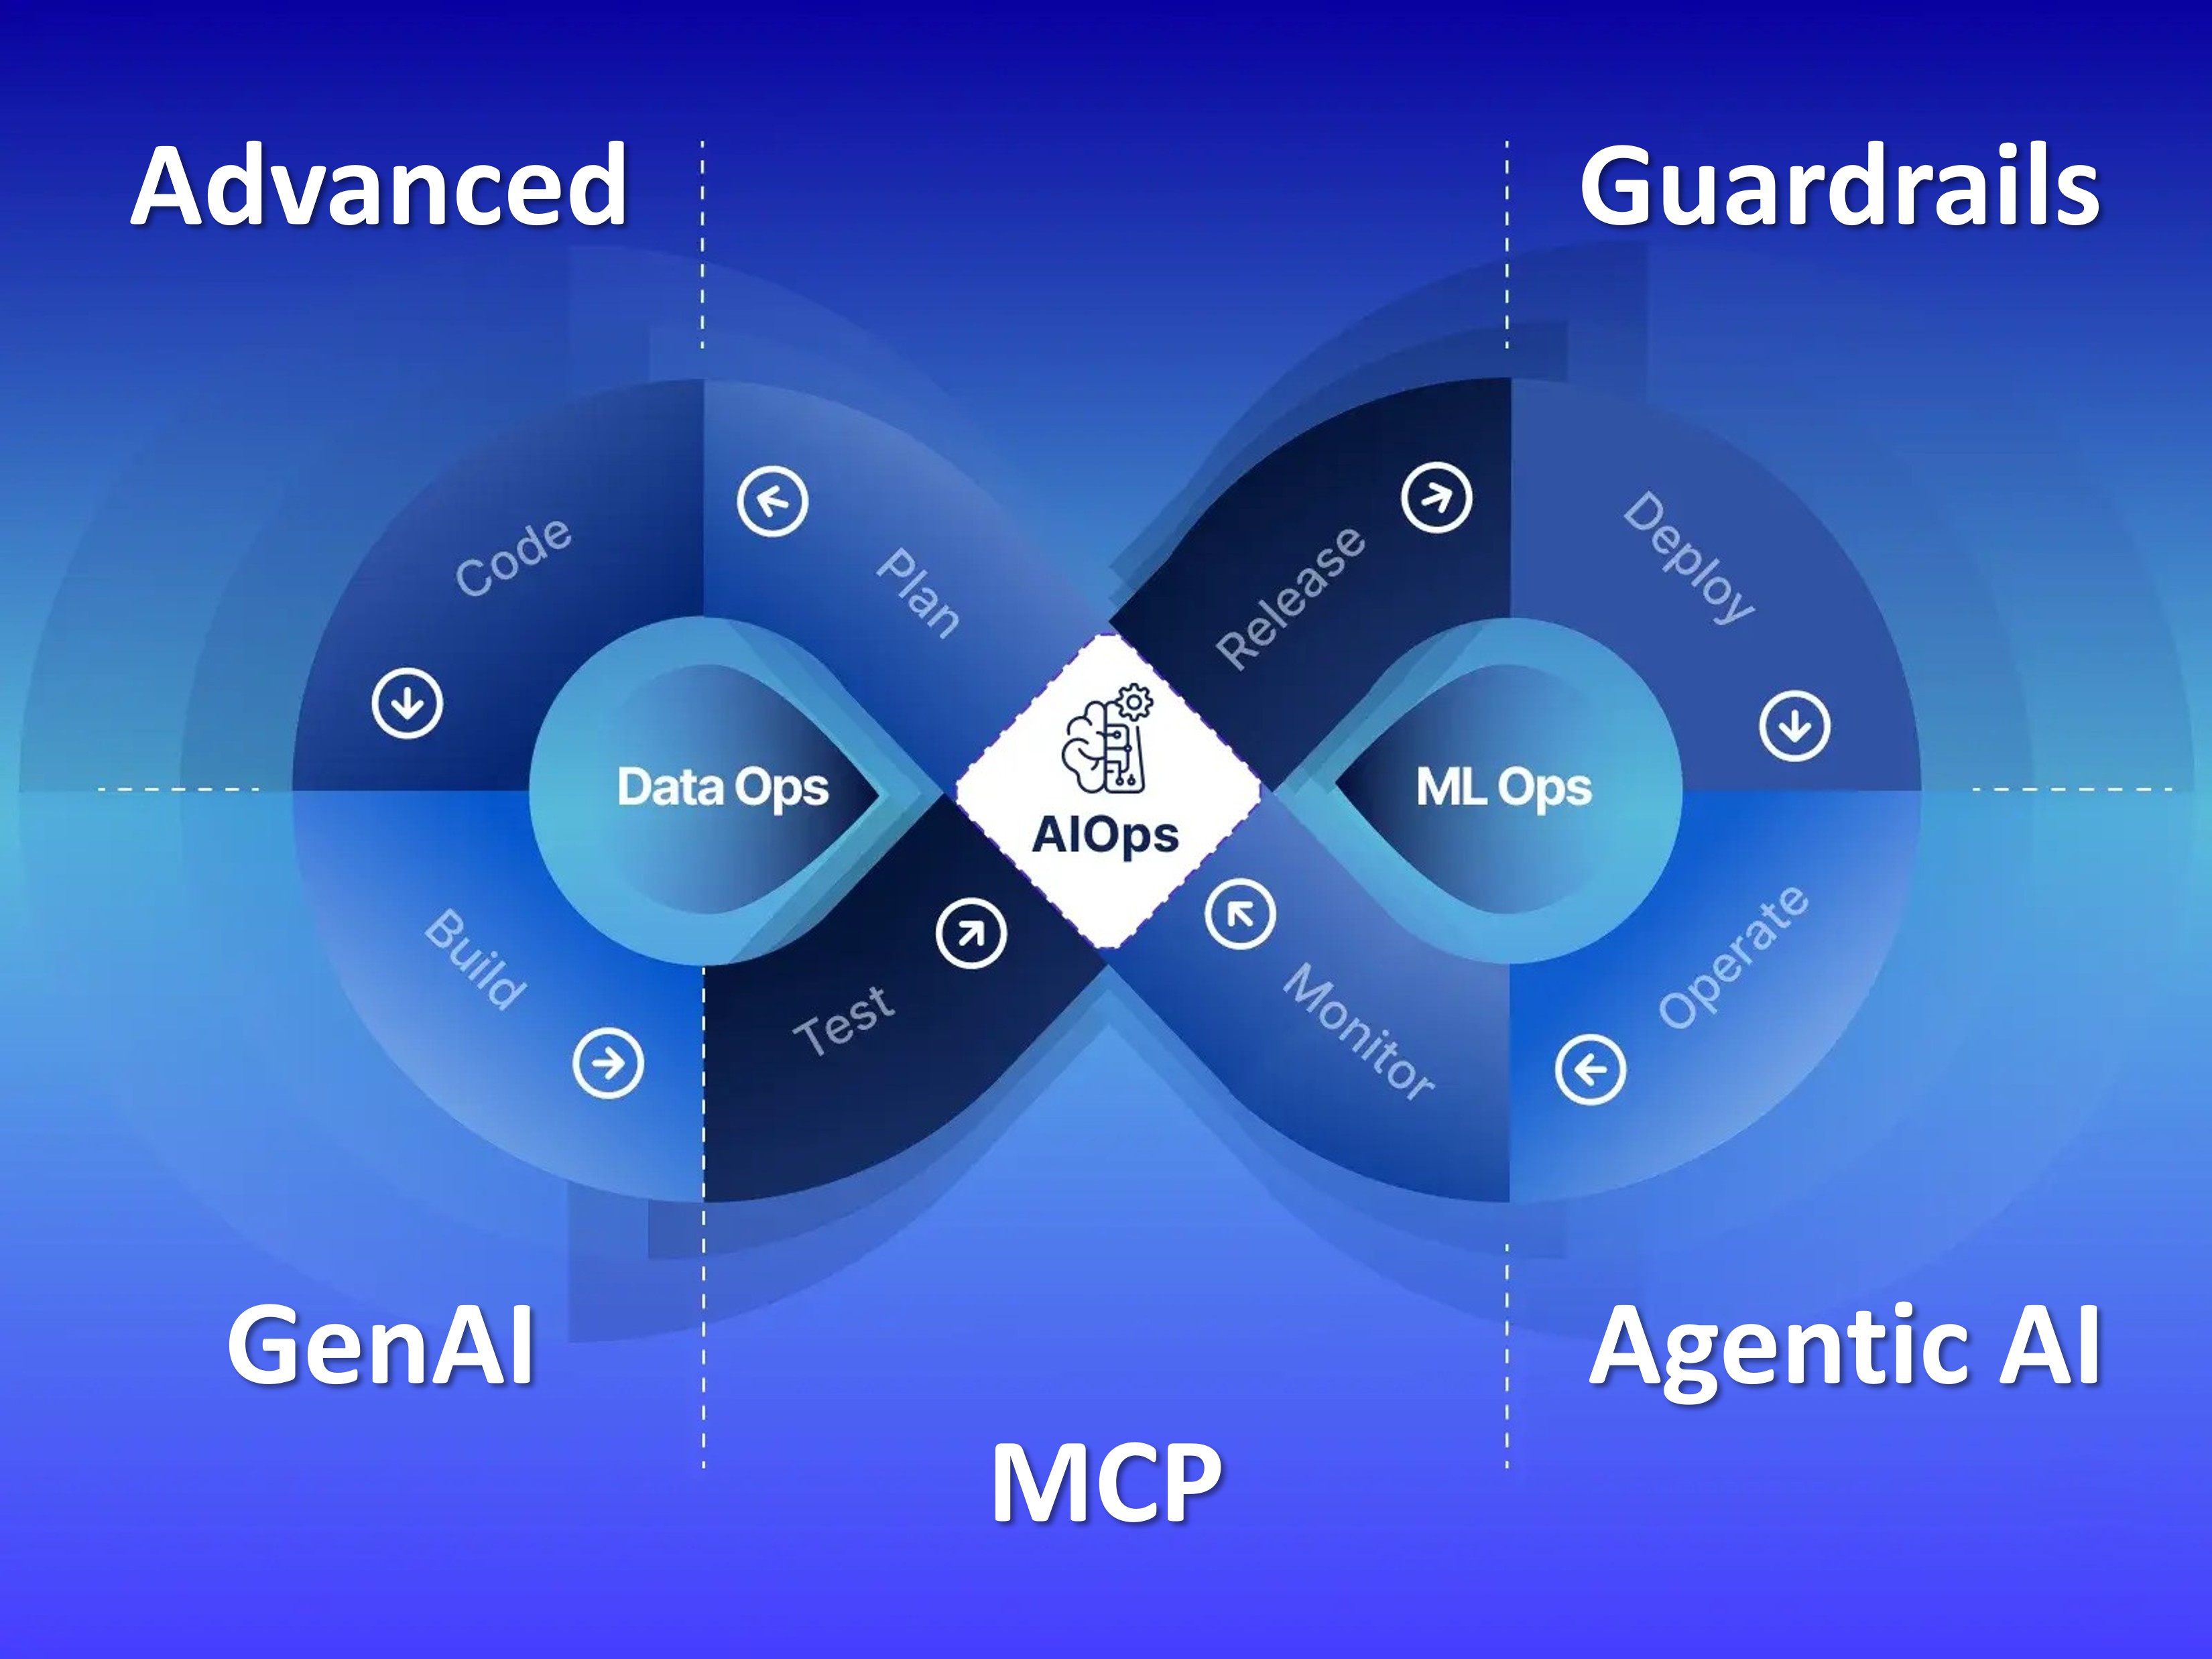 Advanced
Guardrails
Code
Plan
Release
Deploy
Data Ops
AIOps
ML Ops
Build
Test
Monitor
Operate
GenAI
Agentic AI
MCP